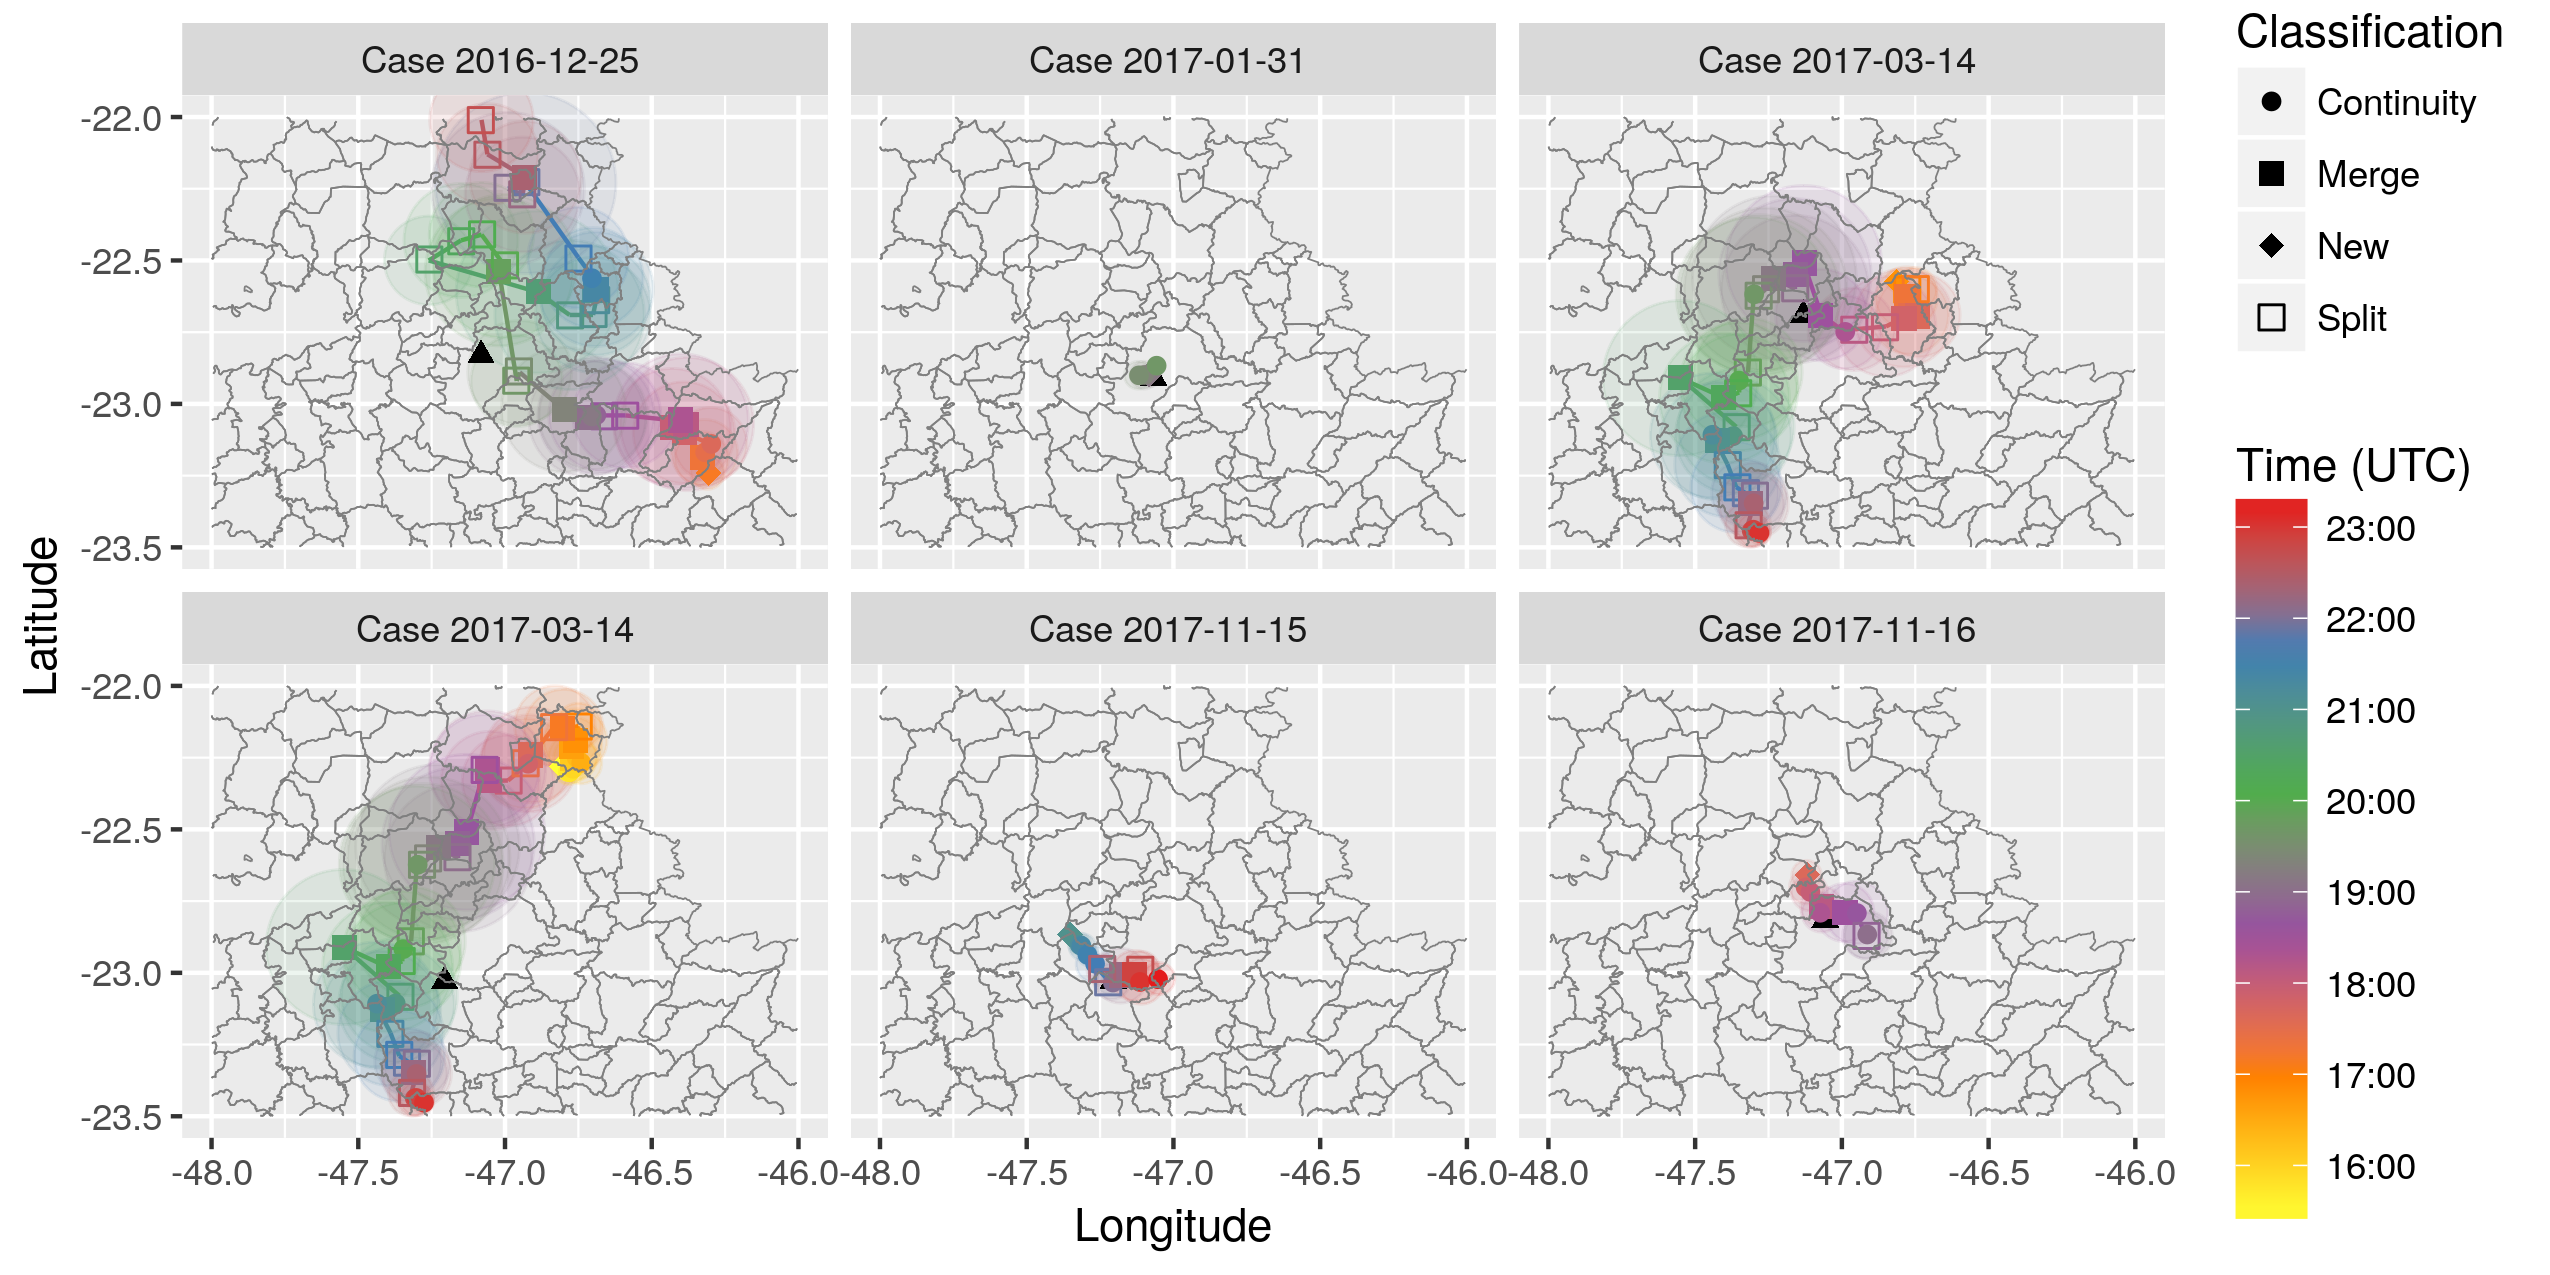 Case 2016-12-25
Case 2017-01-31
Case 2017-03-14
Classification
Continuity
Merge
New
Split
-22.0
-22.5
-23.0
-23.5
Case 2017-03-14
Case 2017-11-15
Case 2017-11-16
-22.0
-22.5
-23.0
-23.5
Latitude
-48.0 -47.5 -47.0 -46.5 -46.0
-48.0 -47.5 -47.0 -46.5 -46.0
-48.0 -47.5 -47.0 -46.5 -46.0
Longitude
Time (UTC)
23:00
22:00
21:00
20:00
19:00
18:00
17:00
16:00